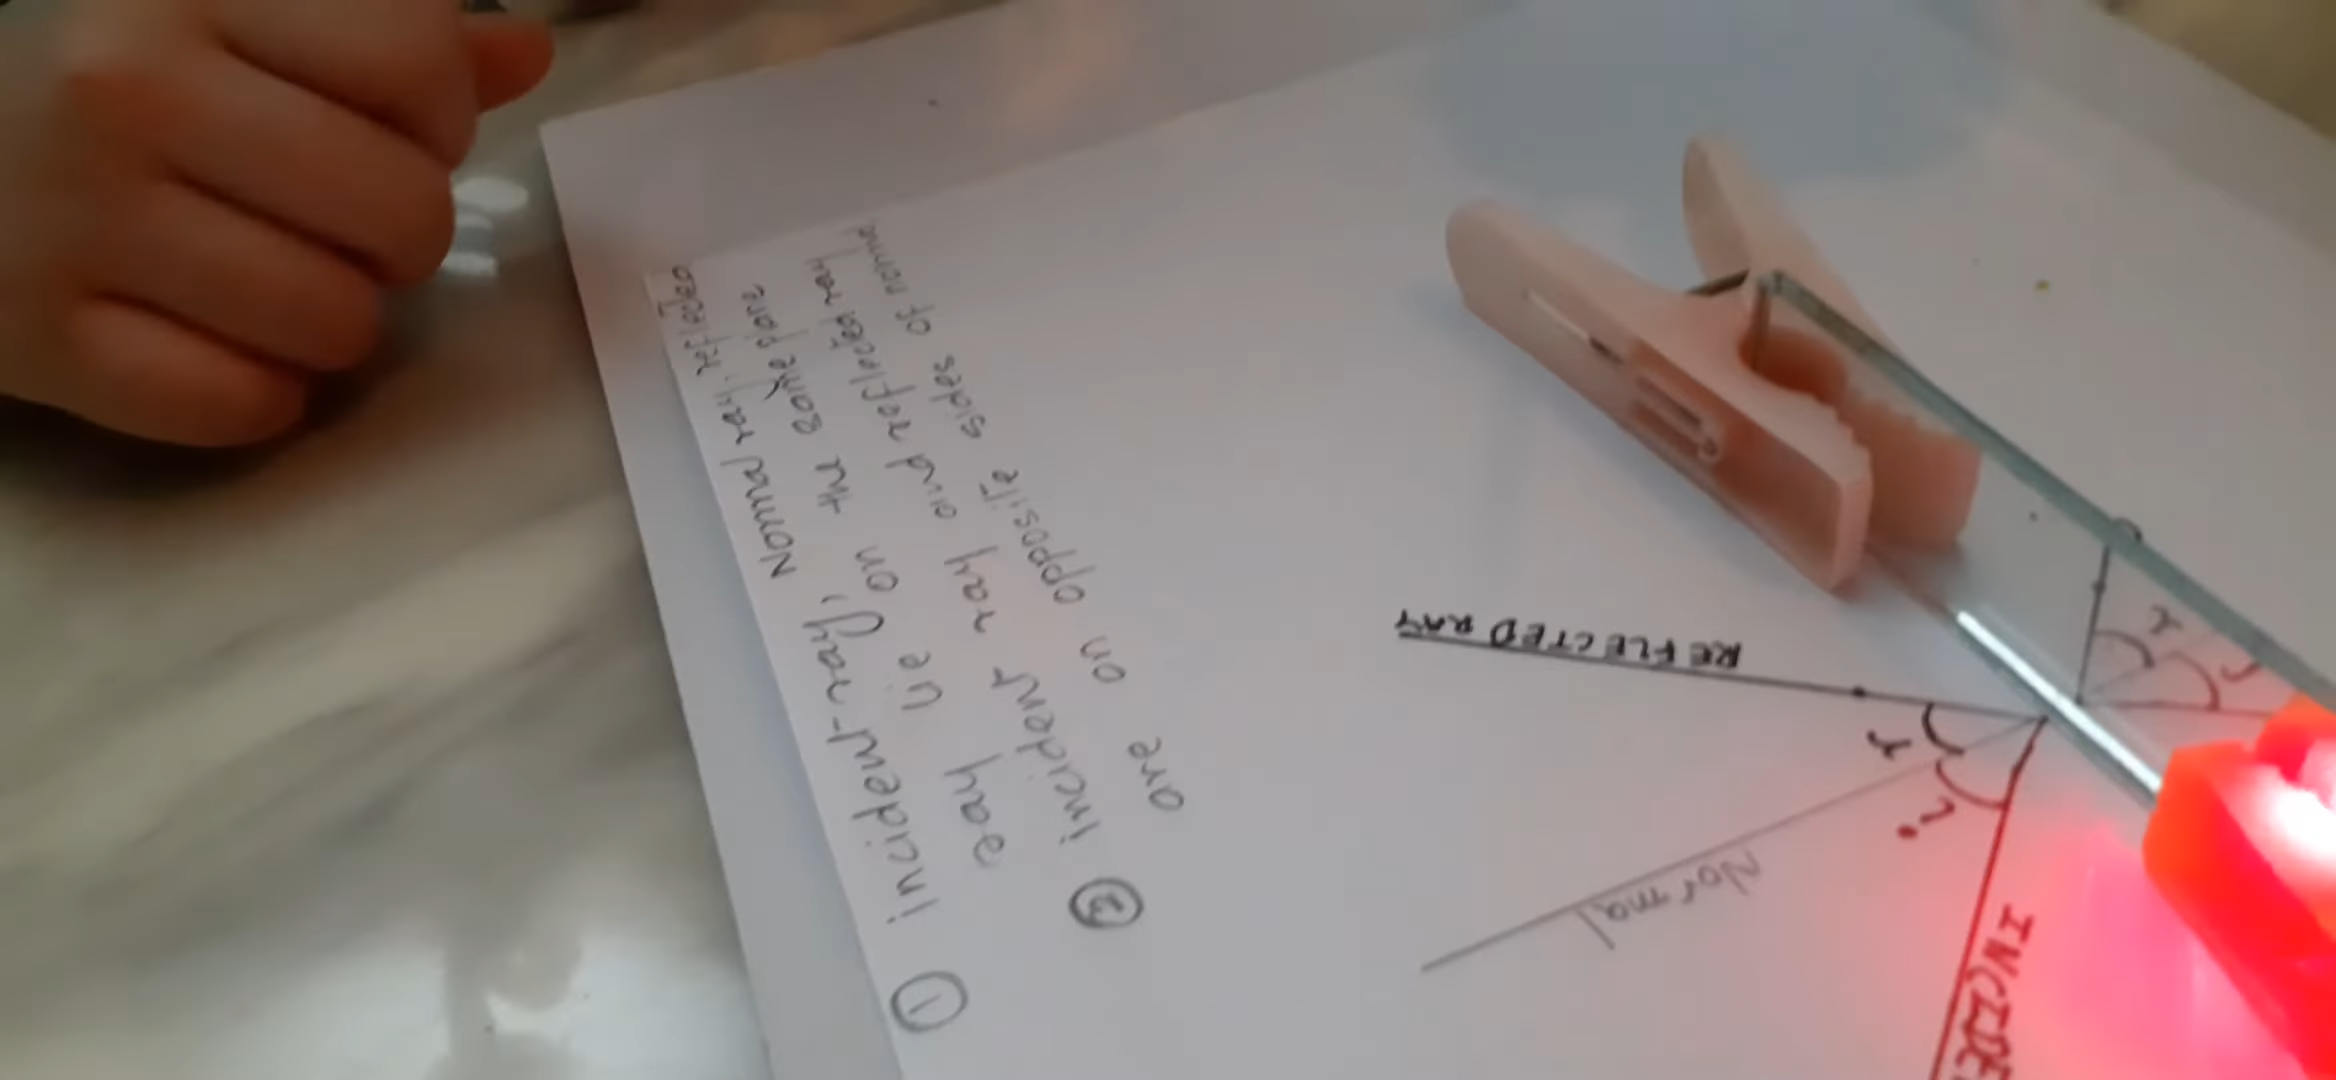 ① incident ray, Normal ray, reflected
ray lie on the same plane
② incident ray and reflected ray
are on opposite sides of normal
REFLECTED RAY
r
i
Normal
r